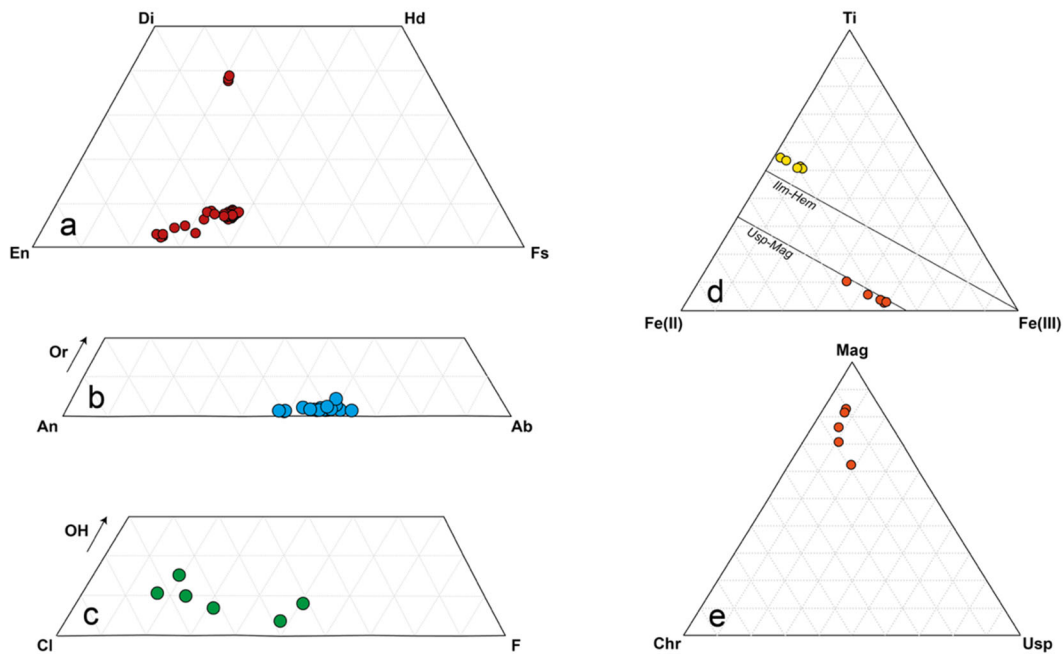 Di
Hd
a
En
Fs
Or
b
An
Ab
OH
c
Cl
F
Ti
Ilm-Hem
Usp-Mag
d
Fe(II)
Fe(III)
Mag
e
Chr
Usp